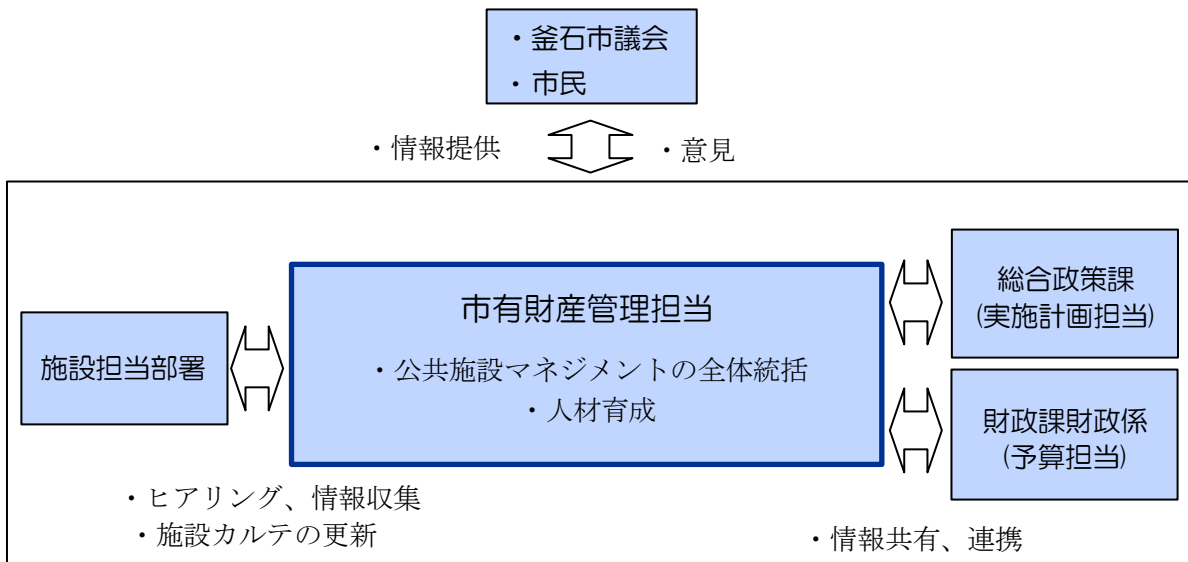 ・釜石市議会
・市民
・情報提供
・意見
市有財産管理担当
・公共施設マネジメントの全体統括
・人材育成
施設担当部署
総合政策課
(実施計画担当)
財政課財政係
(予算担当)
・ヒアリング、情報収集
・施設カルテの更新
・情報共有、連携